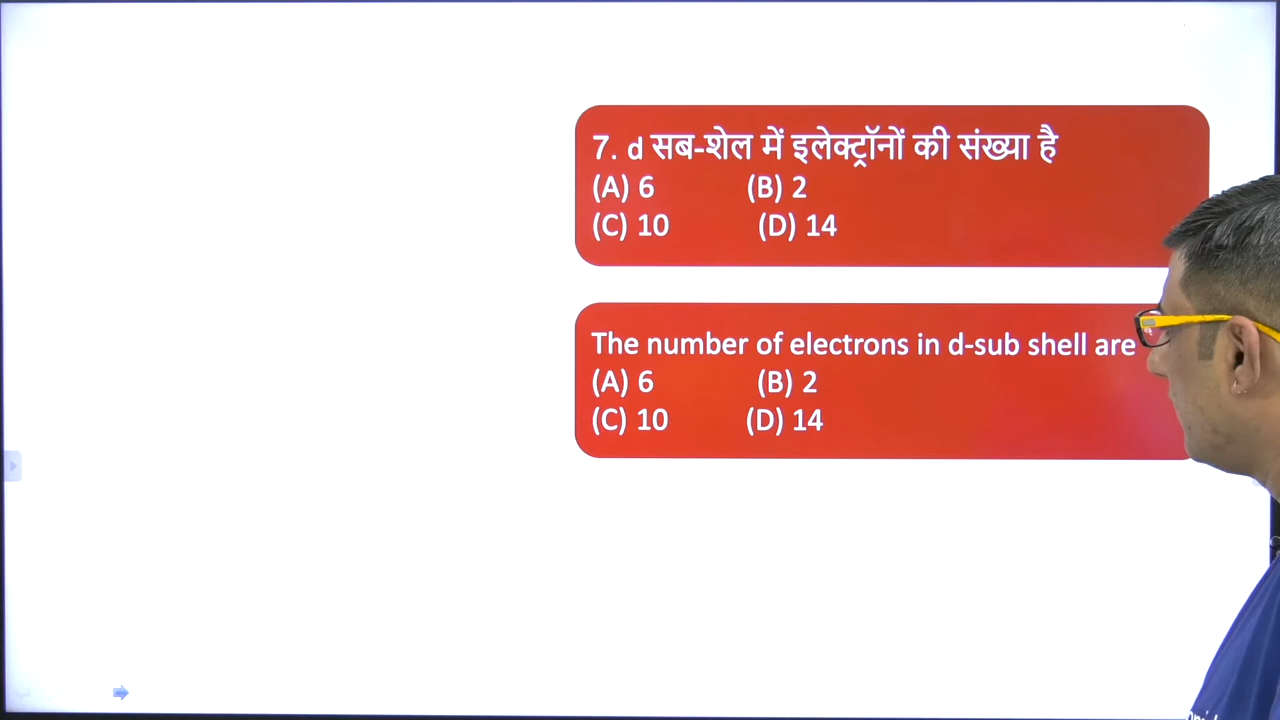 7. d सब-शेल में इलेक्ट्रॉनों की संख्या है
(A) 6 (B) 2
(C) 10 (D) 14
The number of electrons in d-sub shell are
(A) 6 (B) 2
(C) 10 (D) 14